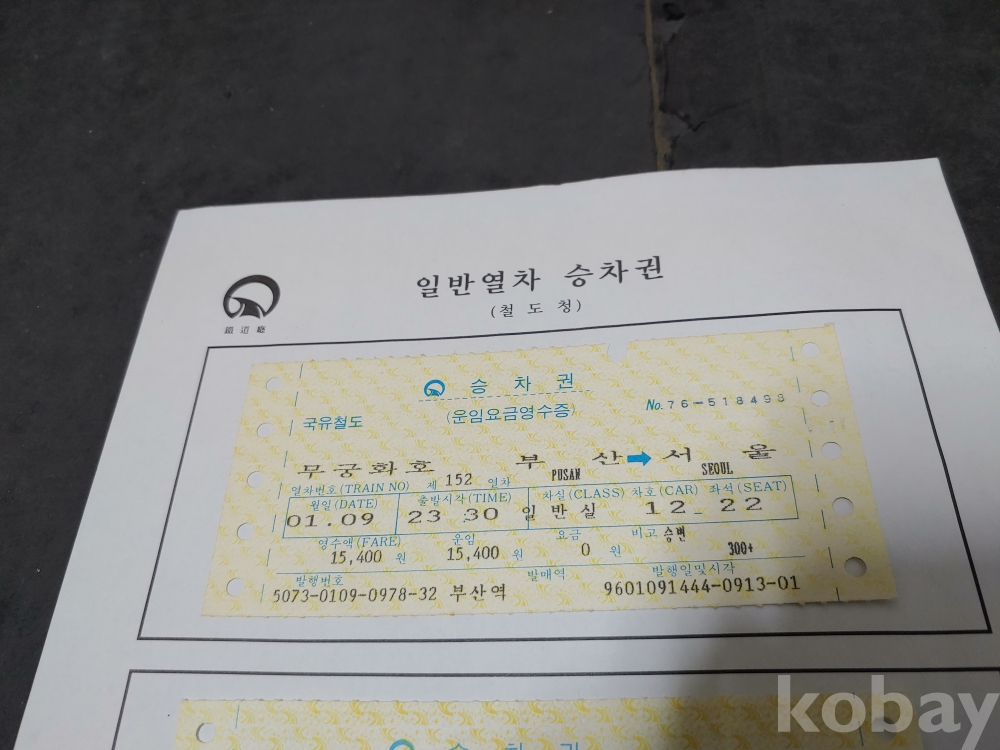 일반열차 승차권
(철도청)
鐵道廳
승차권
국유철도
(운임요금영수증)
No. 76-518498
무궁화호
부산 ➡ 서울
열차번호(TRAIN NO) 제 152 열차
PUSAN
SEOUL
월일(DATE) 출발시각(TIME) 차실(CLASS) 차호(CAR) 좌석(SEAT)
01.09 23 30 일반실 12 22
영수액(FARE) 운임 요금 비고 승변
15,400 원 15,400 원 0 원 300+
발행번호 발매역 발행일및시각
5073-0109-0978-32 부산역 9601091444-0913-01
승차권
kobay